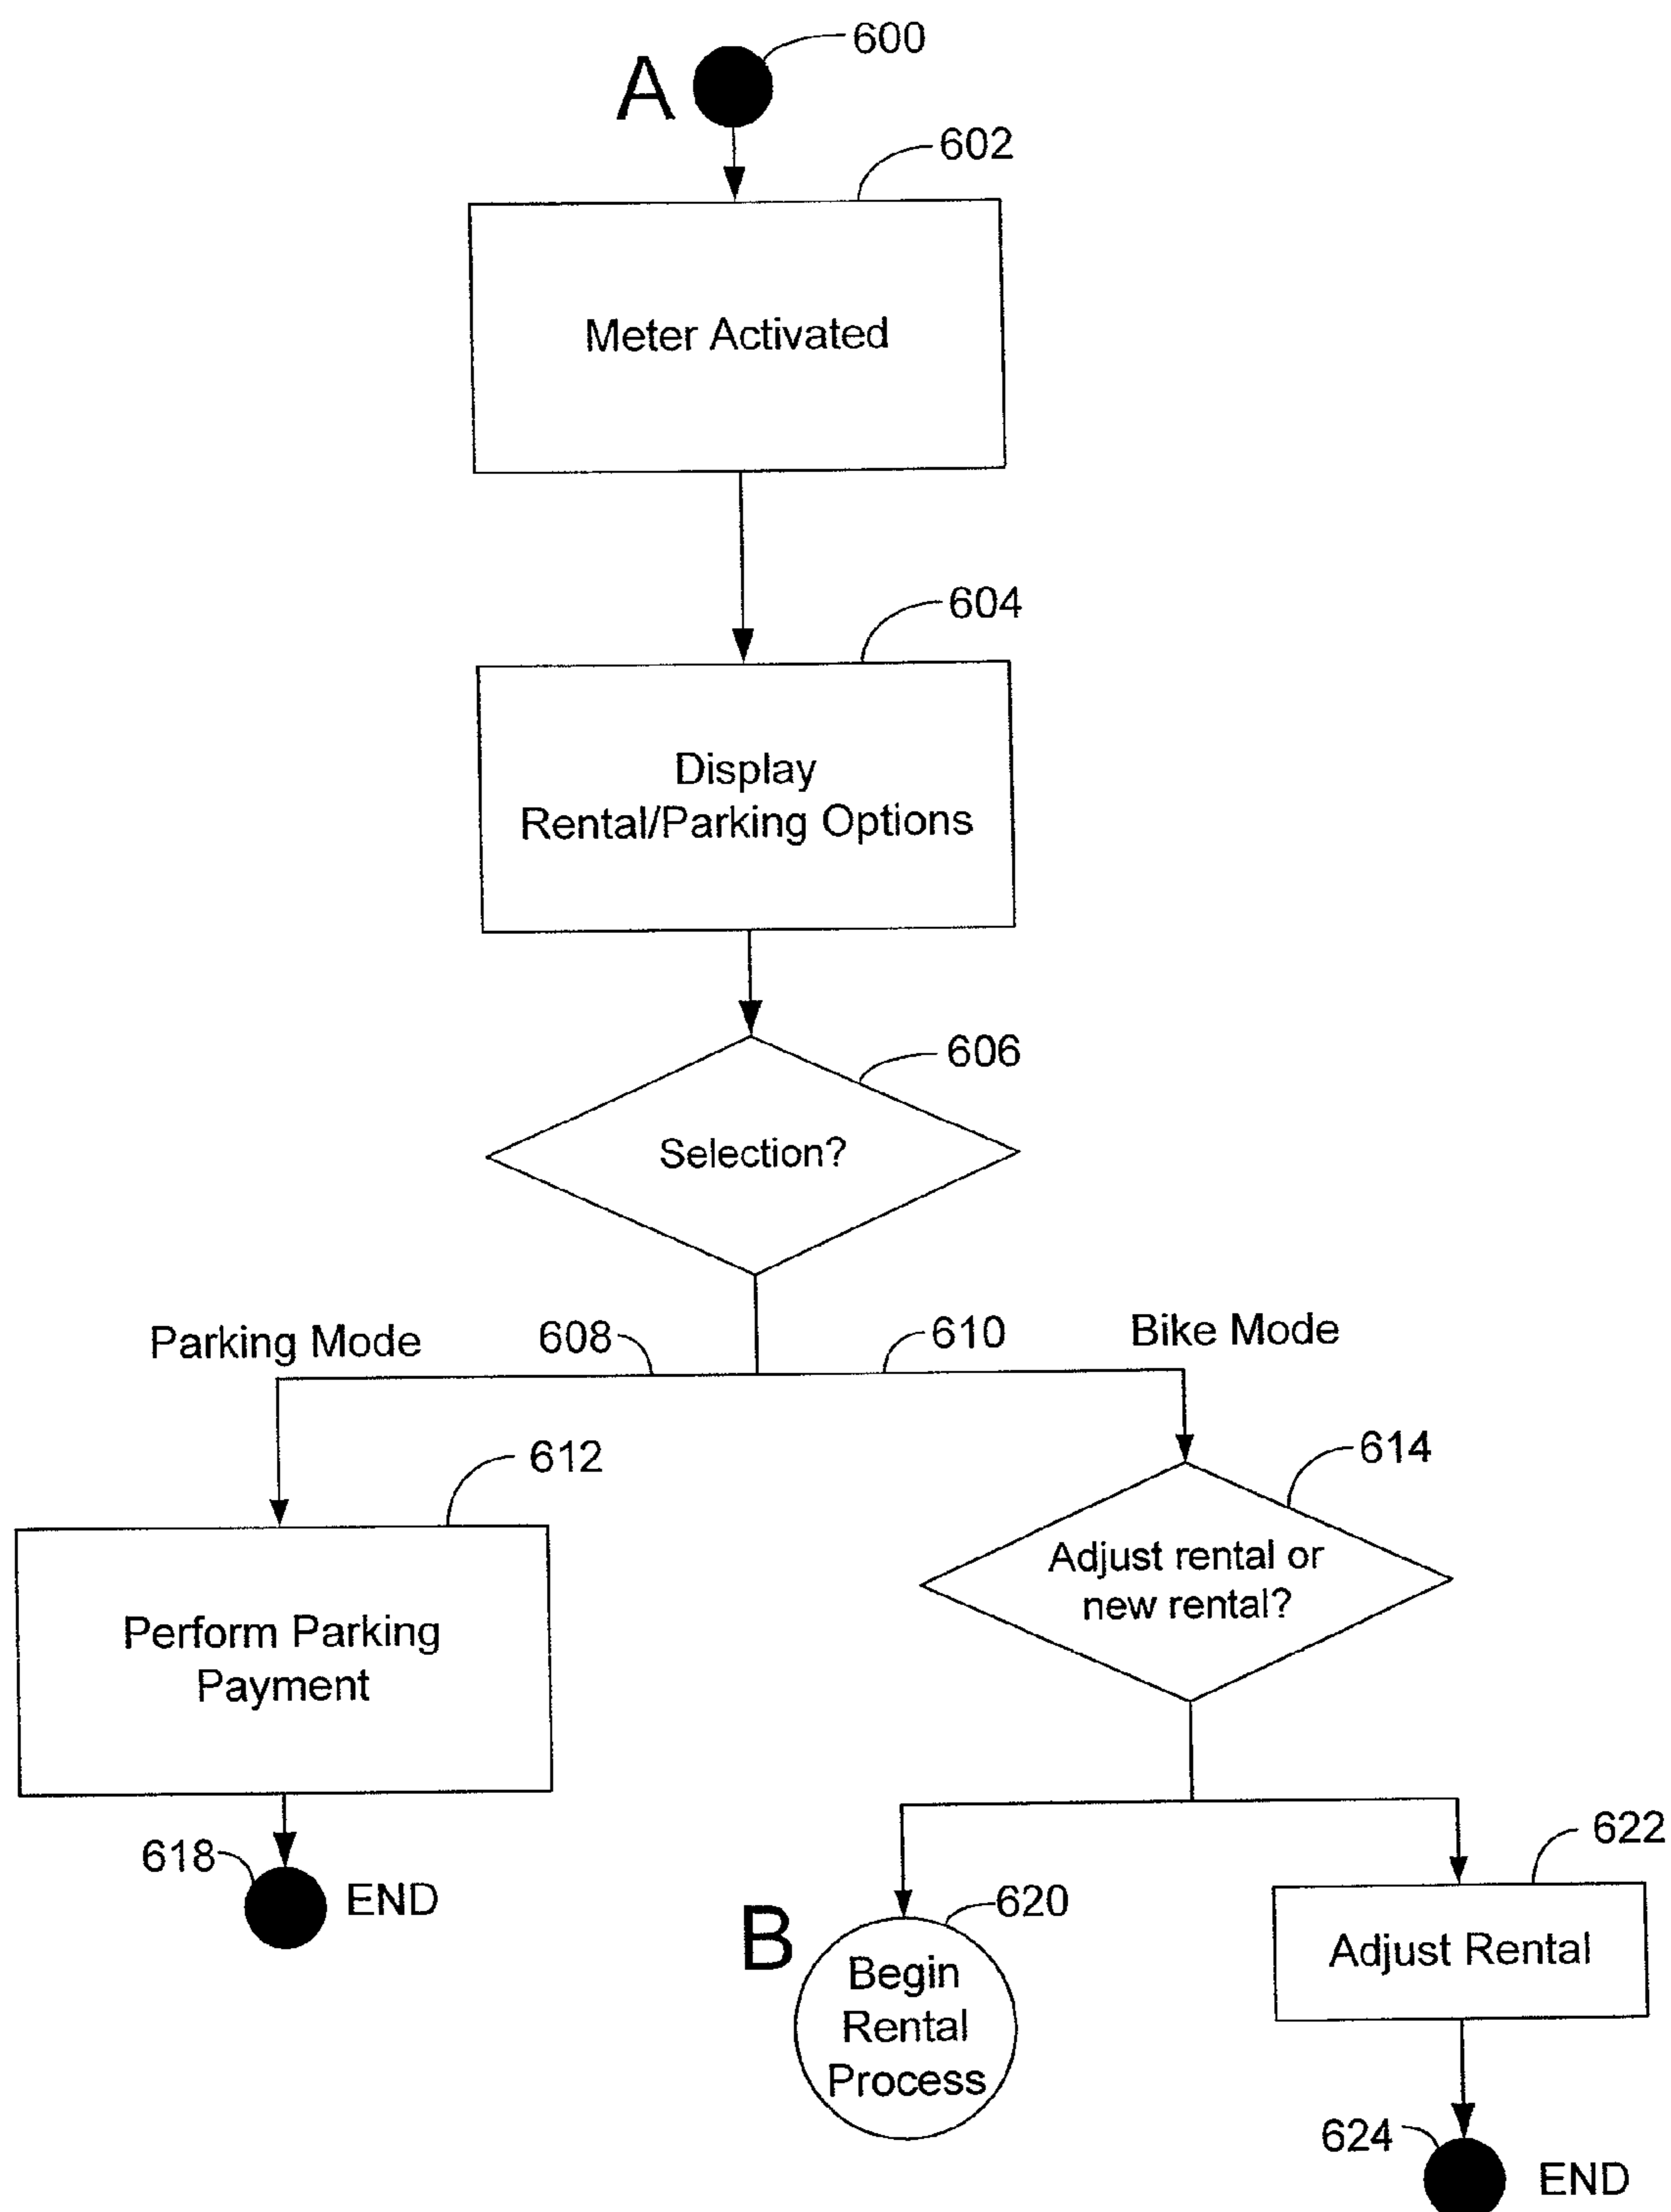 600
A
602
Meter Activated
604
Display
Rental/Parking Options
606
Selection?
Parking Mode
608
610
Bike Mode
612
614
Perform Parking
Payment
Adjust rental or
new rental?
618
END
B
620
Begin
Rental
Process
622
Adjust Rental
624
END